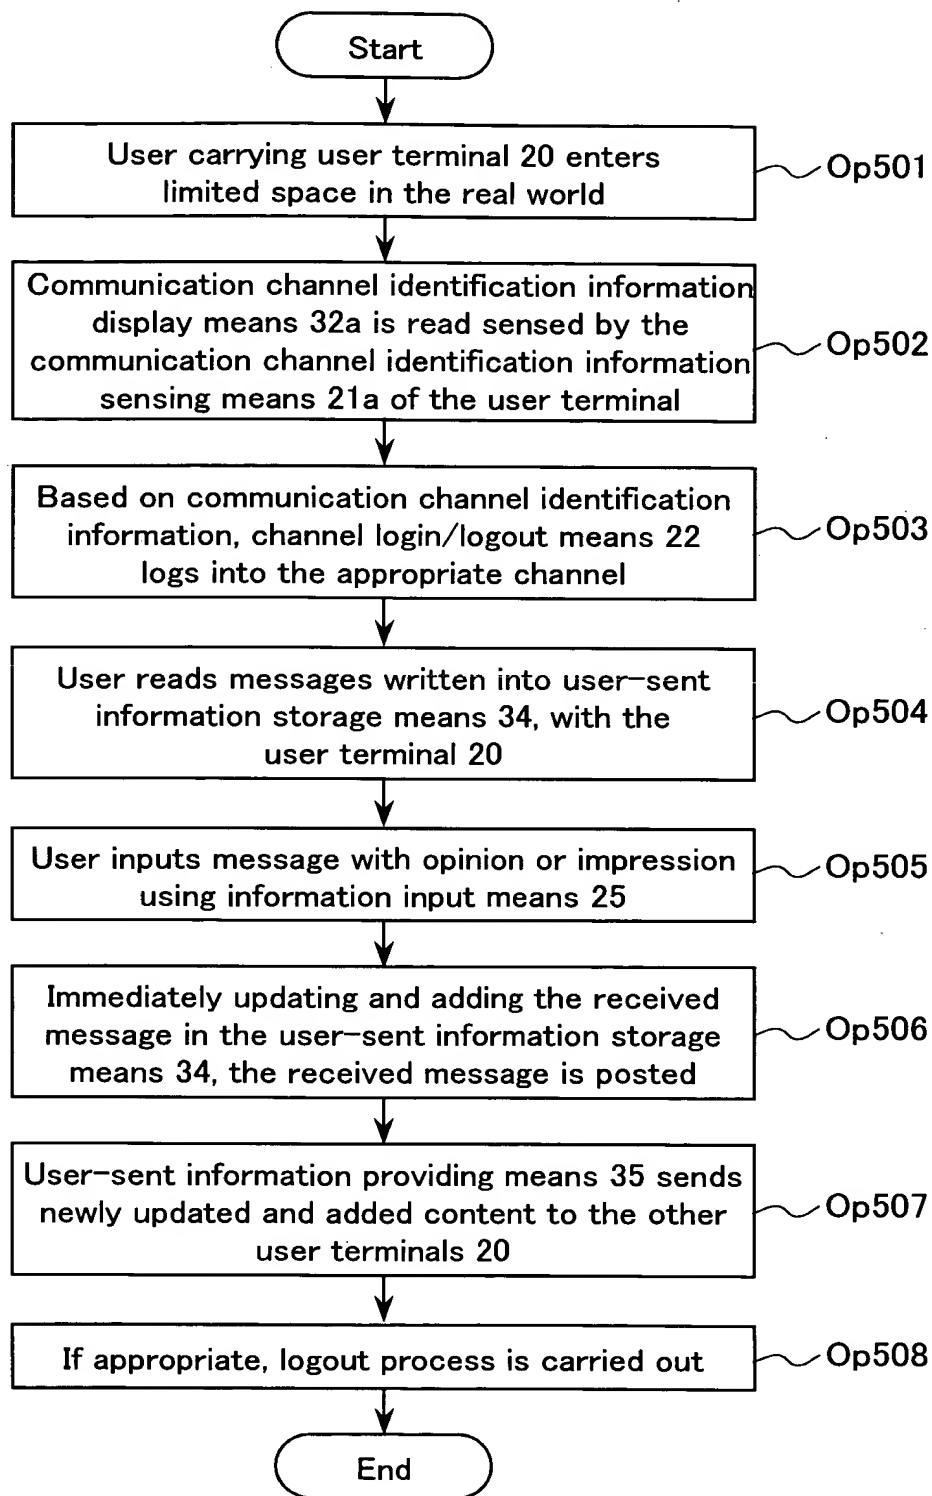 Start
User carrying user terminal 20 enters
limited space in the real world
Op501
Communication channel identification information
display means 32a is read sensed by the
communication channel identification information
sensing means 21a of the user terminal
Op502
Based on communication channel identification
information, channel login/logout means 22
logs into the appropriate channel
Op503
User reads messages written into user-sent
information storage means 34, with the
user terminal 20
Op504
User inputs message with opinion or impression
using information input means 25
Op505
Immediately updating and adding the received
message in the user-sent information storage
means 34, the received message is posted
Op506
User-sent information providing means 35 sends
newly updated and added content to the other
user terminals 20
Op507
If appropriate, logout process is carried out
Op508
End